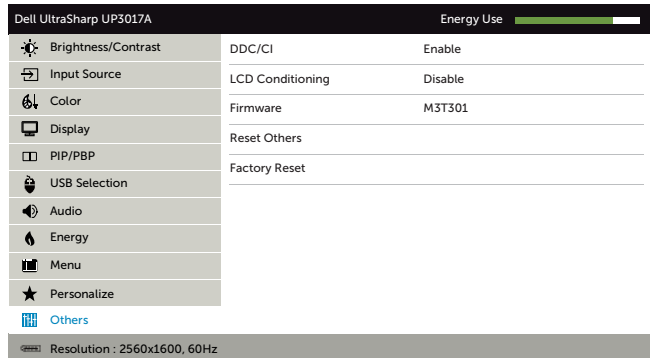 Dell UltraSharp UP3017A Energy Use
Brightness/Contrast DDC/CI Enable
Input Source LCD Conditioning Disable
Color Firmware M3T301
Display Reset Others
PIP/PBP Factory Reset
USB Selection
Audio
Energy
Menu
Personalize
Others
Resolution : 2560x1600, 60Hz